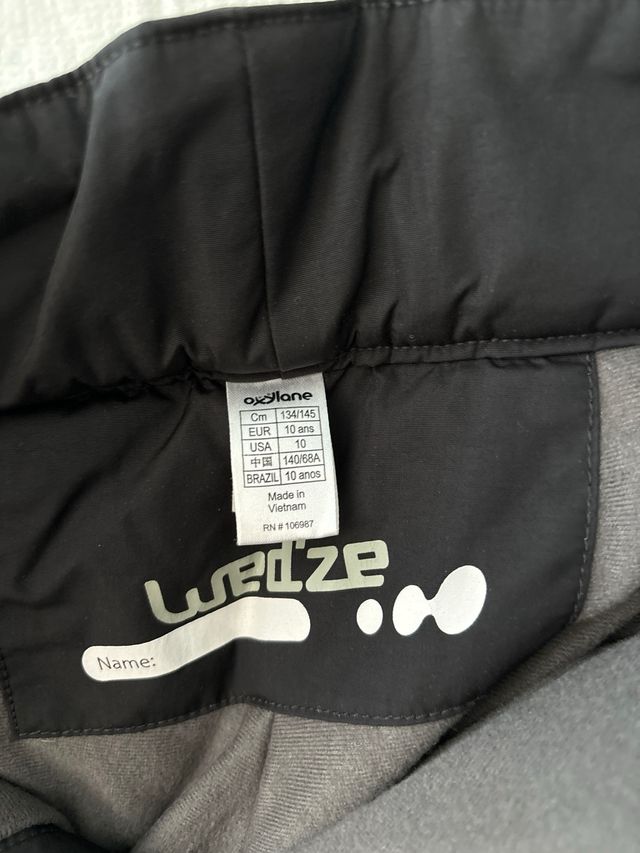 oxylane
Cm 134/145
EUR 10 ans
USA 10
中国 140/68A
BRAZIL 10 anos
Made in
Vietnam
RN # 106987
wed'ze
Name: